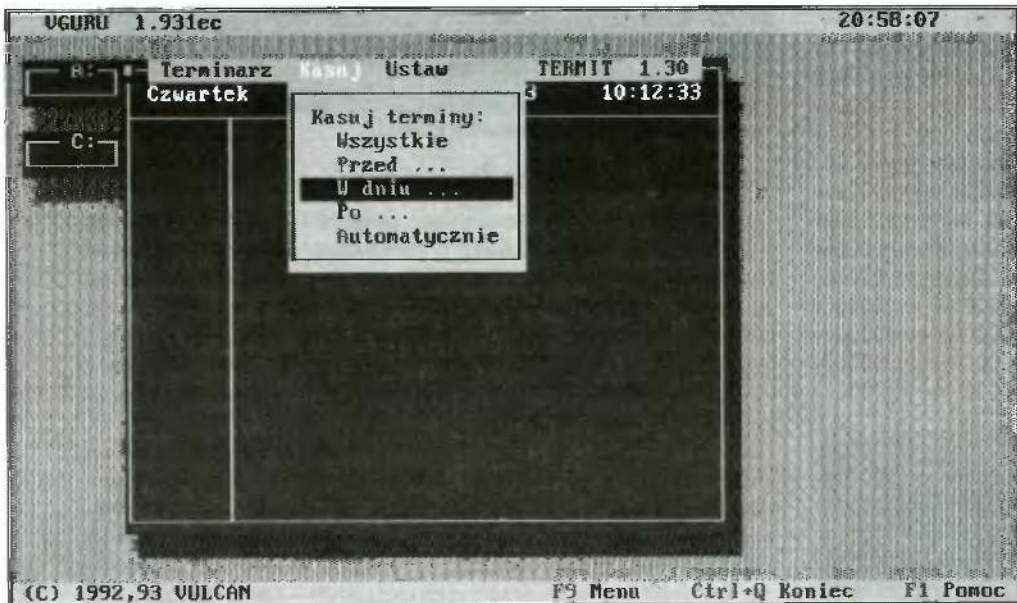 VGURU 1.931ec 20:58:07
A:
Terminarz Kasuj Ustaw TERMIT 1.30
Czwartek 3 10:12:33
Kasuj terminy:
C:
Wszystkie
Przed ...
W dniu ...
Po ...
Automatycznie
(C) 1992,93 VULCAN F9 Menu Ctrl+Q Koniec F1 Pomoc